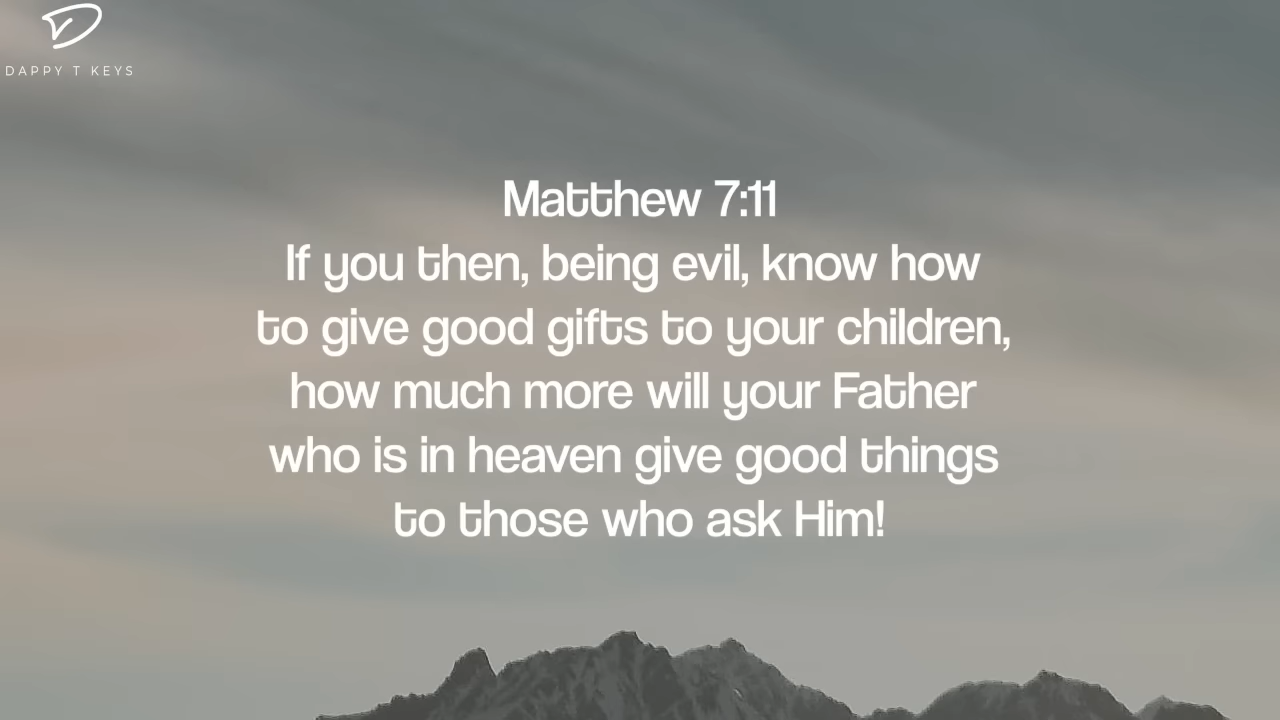 DAPPY T KEYS
Matthew 7:11
If you then, being evil, know how
to give good gifts to your children,
how much more will your Father
who is in heaven give good things
to those who ask Him!